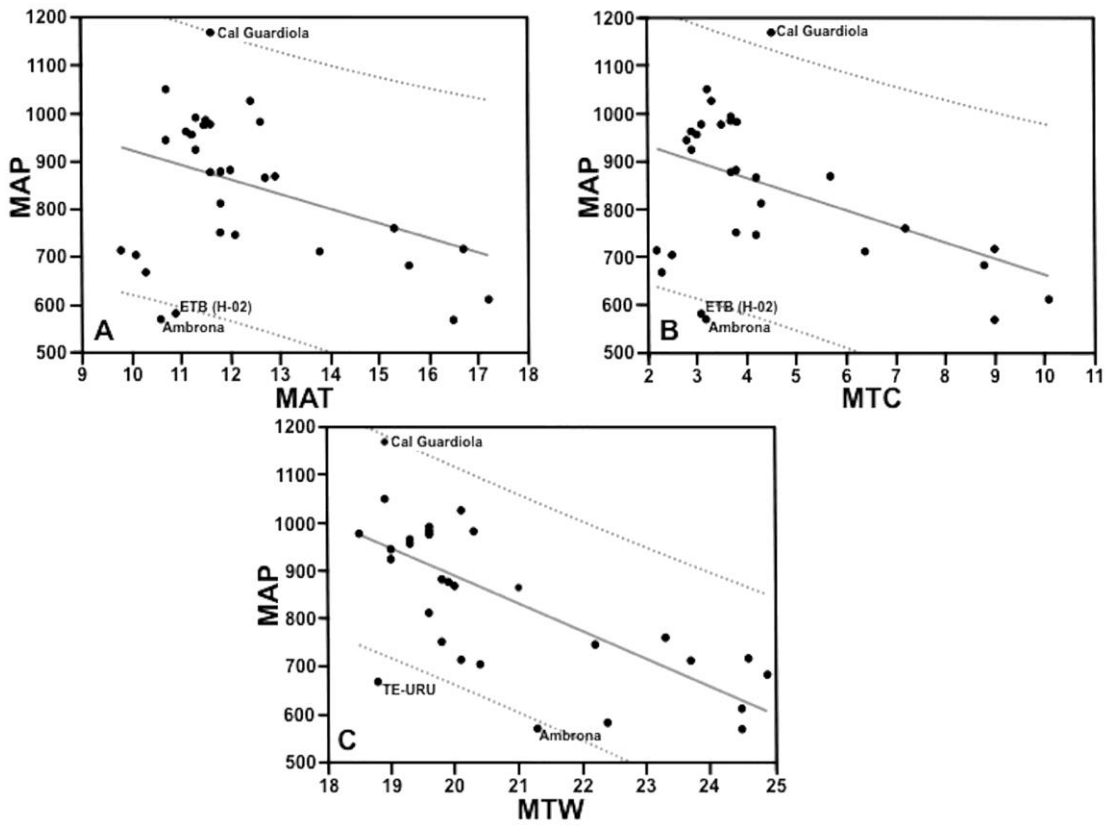 1200
1100
1000
900
800
700
600
500
MAP
Cal Guardiola
ETB (H-02)
Ambrona
A
9 10 11 12 13 14 15 16 17 18
MAT
1200
1100
1000
900
800
700
600
500
MAP
Cal Guardiola
ETB (H-02)
Ambrona
B
2 3 4 5 6 7 8 9 10 11
MTC
1200
1100
1000
900
800
700
600
500
MAP
Cal Guardiola
TE-URU
Ambrona
C
18 19 20 21 22 23 24 25
MTW